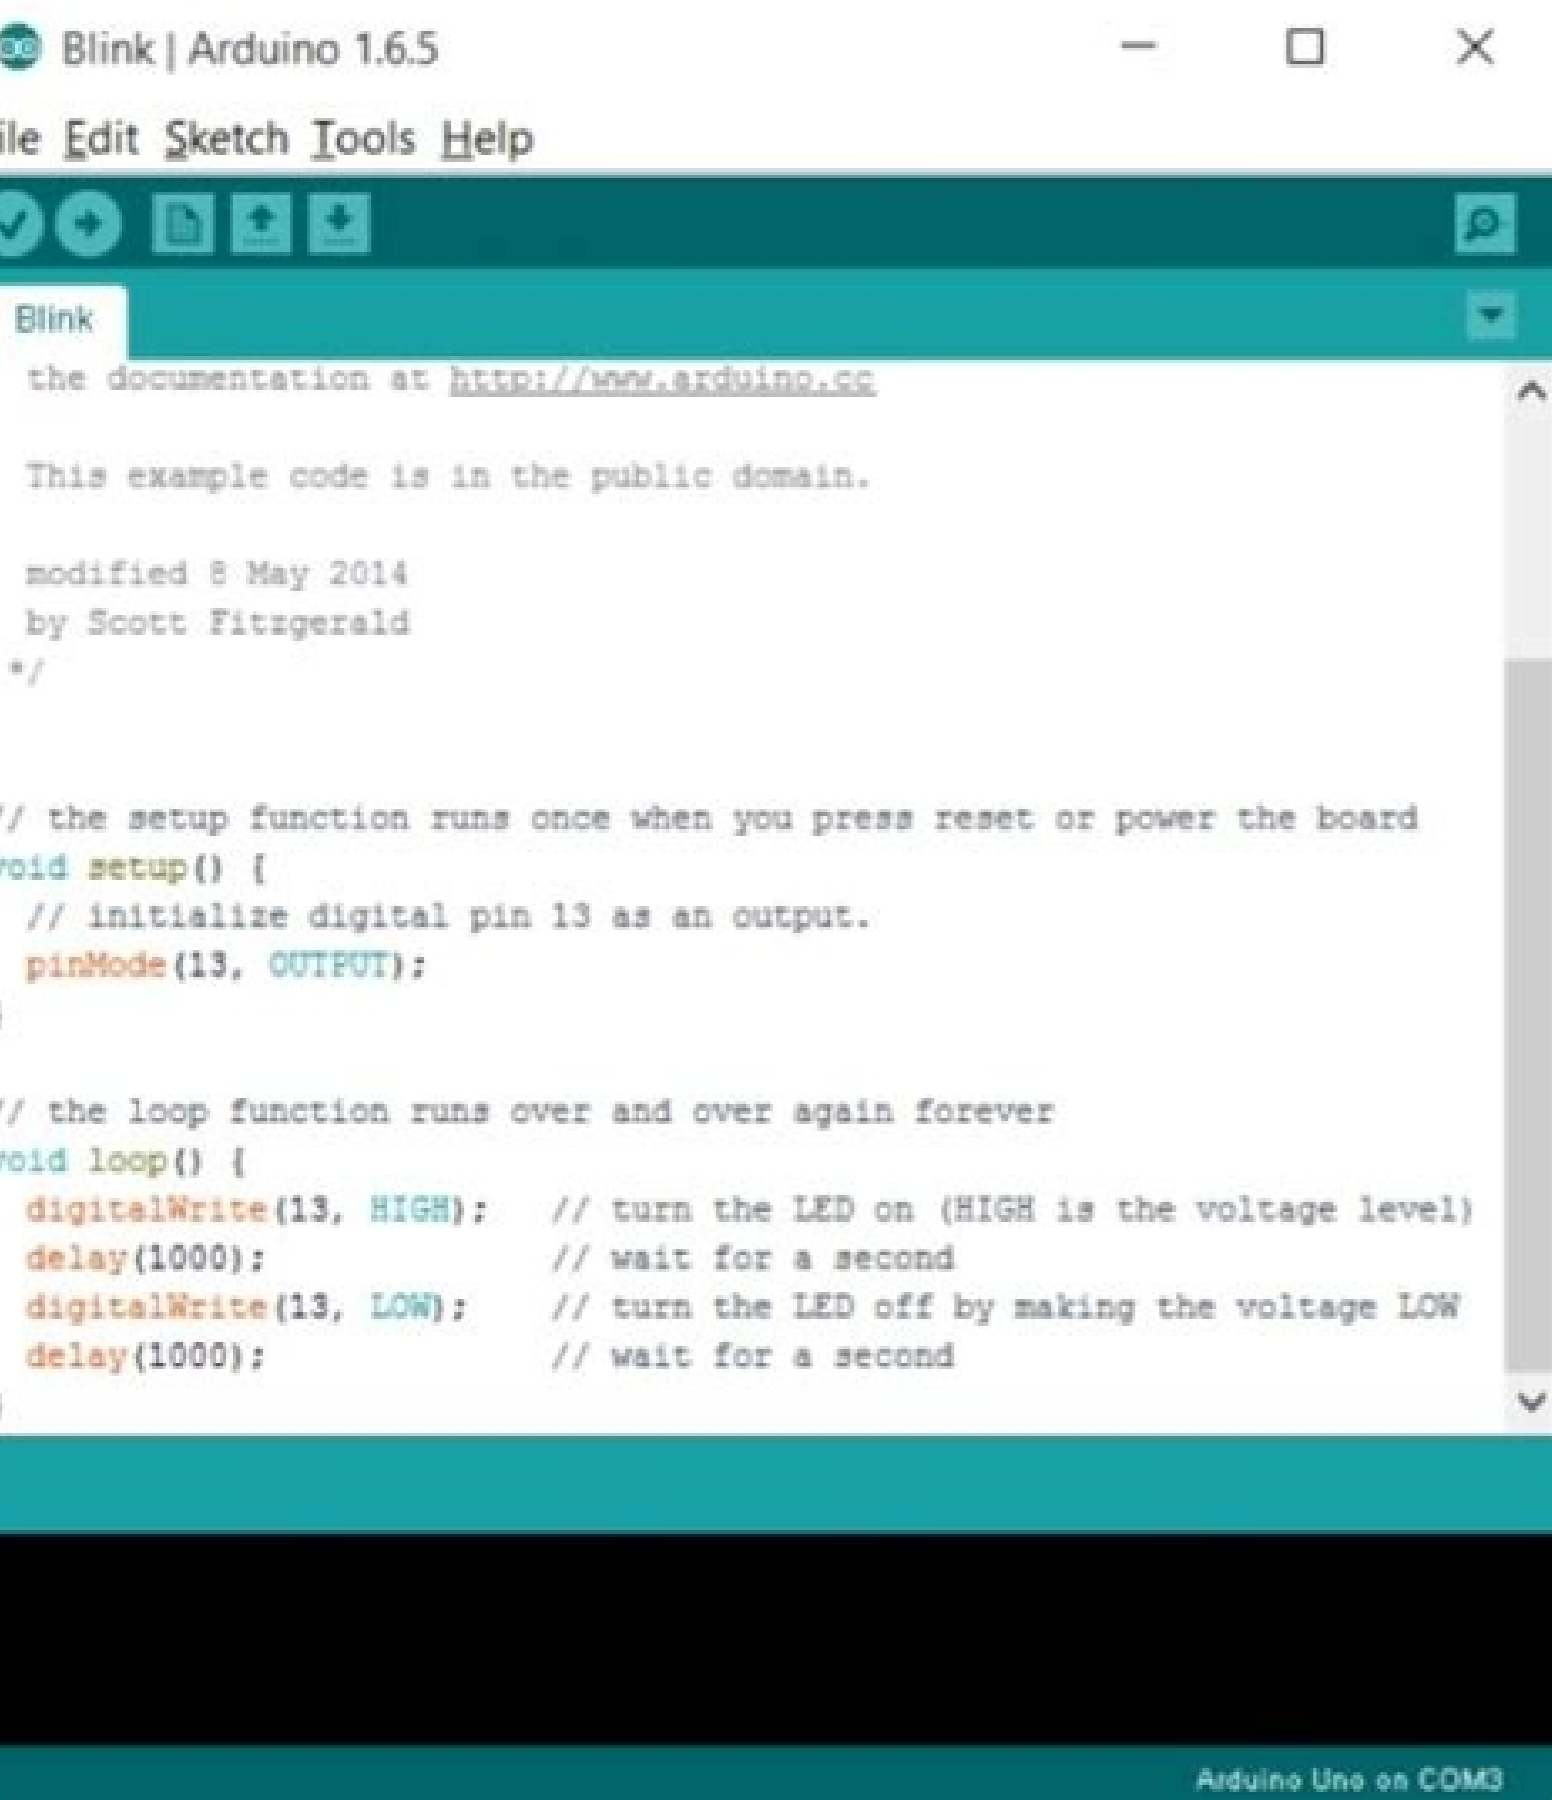 Blink | Arduino 1.6.5
ile Edit Sketch Tools Help
Blink
the documentation at http://www.arduino.cc
This example code is in the public domain.
modified 8 May 2014
by Scott Fitzgerald
*/
// the setup function runs once when you press reset or power the board
void setup() {
// initialize digital pin 13 as an output.
pinMode(13, OUTPUT);
}
// the loop function runs over and over again forever
void loop() {
digitalWrite(13, HIGH);   // turn the LED on (HIGH is the voltage level)
delay(1000);              // wait for a second
digitalWrite(13, LOW);    // turn the LED off by making the voltage LOW
delay(1000);              // wait for a second
}
Arduino Uno on COM3